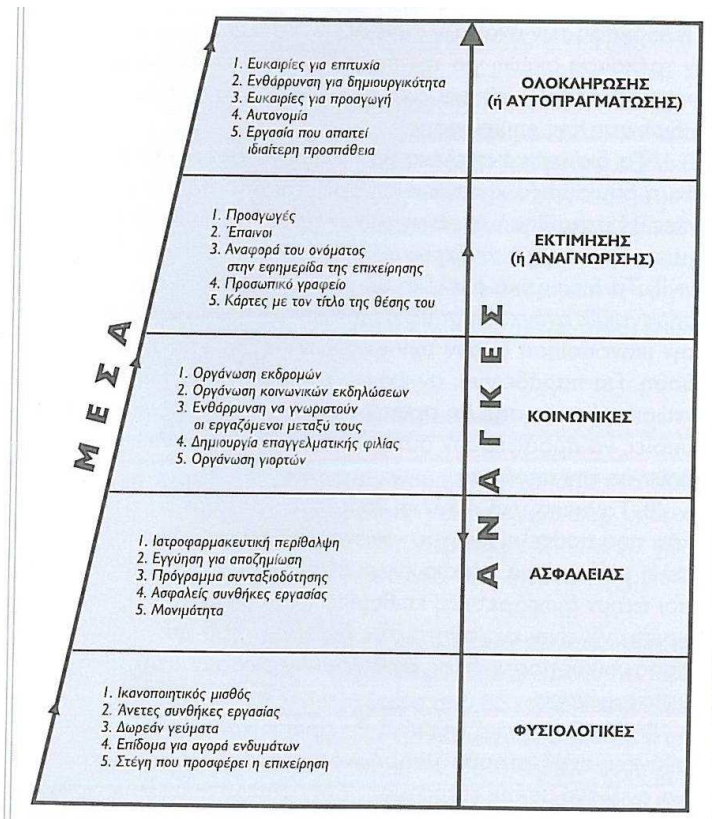 1. Ευκαιρίες για επιτυχία
2. Ενθάρρυνση για δημιουργικότητα
3. Ευκαιρίες για προαγωγή
4. Αυτονομία
5. Εργασία που απαιτεί
ιδιαίτερη προσπάθεια
ΟΛΟΚΛΗΡΩΣΗΣ
(ή ΑΥΤΟΠΡΑΓΜΑΤΩΣΗΣ)
1. Προαγωγές
2. Έπαινοι
3. Αναφορά του ονόματος
στην εφημερίδα της επιχείρησης
4. Προσωπικό γραφείο
5. Κάρτες με τον τίτλο της θέσης του
ΕΚΤΙΜΗΣΗΣ
(ή ΑΝΑΓΝΩΡΙΣΗΣ)
1. Οργάνωση εκδρομών
2. Οργάνωση κοινωνικών εκδηλώσεων
3. Ενθάρρυνση να γνωριστούν
οι εργαζόμενοι μεταξύ τους
4. Δημιουργία επαγγελματικής φιλίας
5. Οργάνωση γιορτών
ΚΟΙΝΩΝΙΚΕΣ
1. Ιατροφαρμακευτική περίθαλψη
2. Εγγύηση για αποζημίωση
3. Πρόγραμμα συνταξιοδότησης
4. Ασφαλείς συνθήκες εργασίας
5. Μονιμότητα
ΑΣΦΑΛΕΙΑΣ
1. Ικανοποιητικός μισθός
2. Άνετες συνθήκες εργασίας
3. Δωρεάν γεύματα
4. Επίδομα για αγορά ενδυμάτων
5. Στέγη που προσφέρει η επιχείρηση
ΦΥΣΙΟΛΟΓΙΚΕΣ
ΜΕΣΑ
ΑΝΑΓΚΕΣ